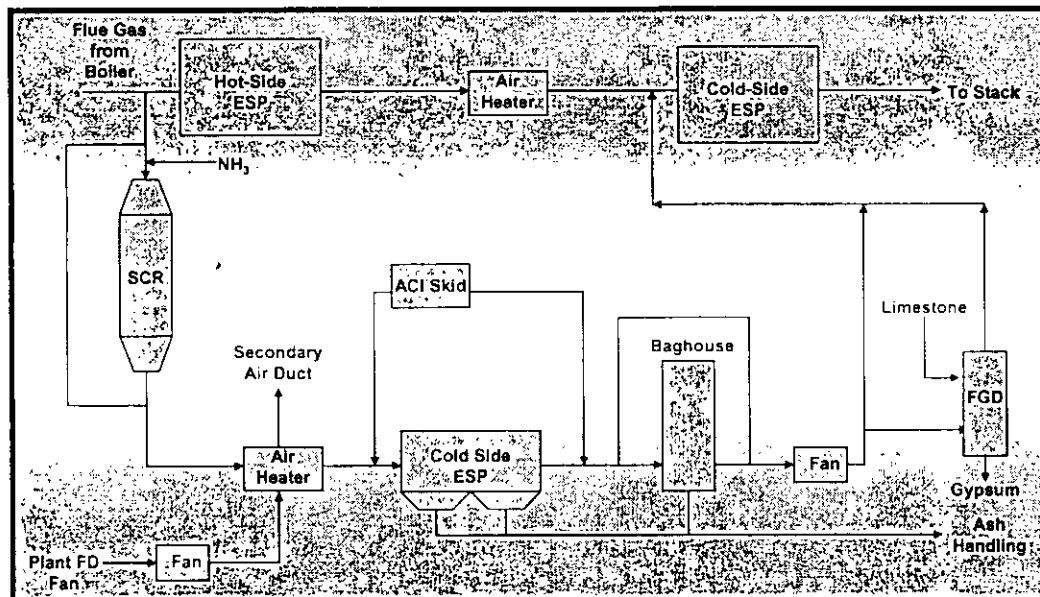 Flue Gas
from
Boiler
Hot-Side
ESP
Air
Heater
Cold-Side
ESP
To Stack
NH₃
SCR
ACI Skid
Limestone
Secondary
Air Duct
Baghouse
FGD
Air
Heater
Cold Side
ESP
Fan
Gypsum
Ash
Handling
Plant FD
Fan
Fan